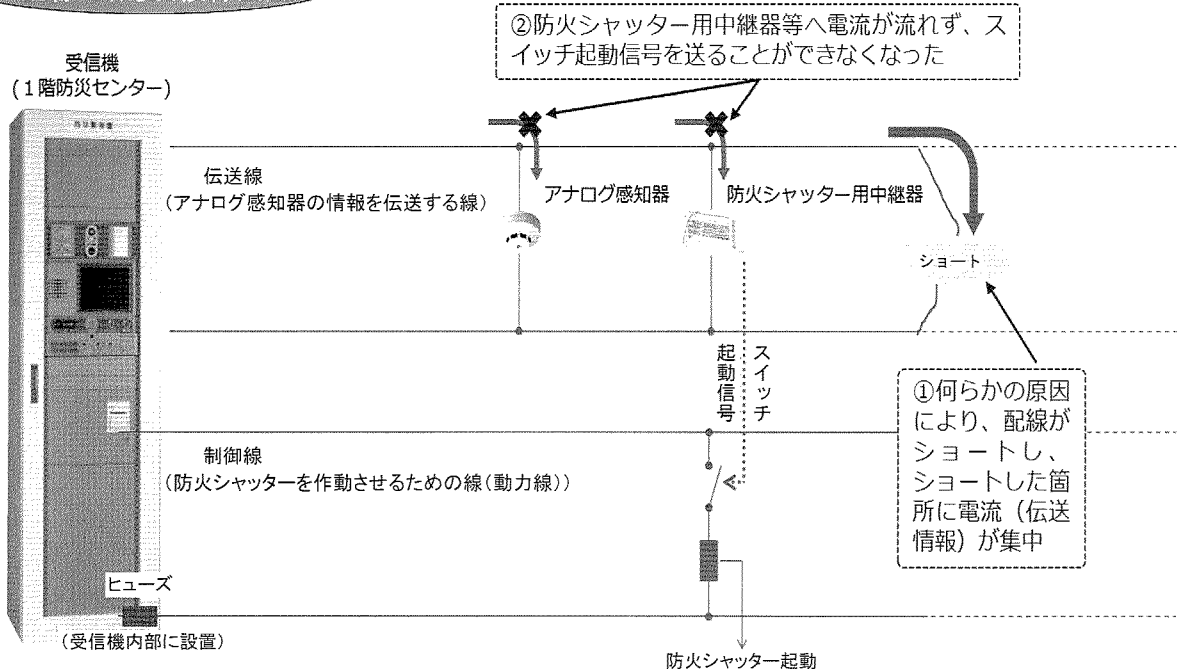 ②防火シャッター用中継器等へ電流が流れず、ス
イッチ起動信号を送ることができなくなった
受信機
(1階防災センター)
伝送線
(アナログ感知器の情報を伝送する線)
アナログ感知器
防火シャッター用中継器
ショート
スイッチ
起動信号
①何らかの原因
により、配線が
ショートし、
ショートした箇
所に電流（伝送
情報）が集中
制御線
(防火シャッターを作動させるための線(動力線))
ヒューズ
(受信機内部に設置)
防火シャッター起動